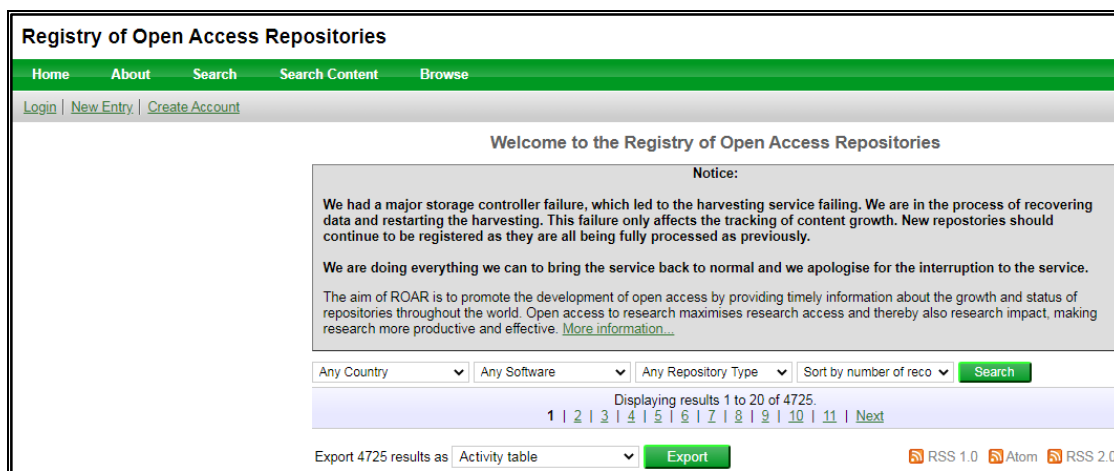 Registry of Open Access Repositories
Home About Search Search Content Browse
Login | New Entry | Create Account
Welcome to the Registry of Open Access Repositories
Notice:
We had a major storage controller failure, which led to the harvesting service failing. We are in the process of recovering
data and restarting the harvesting. This failure only affects the tracking of content growth. New repostories should
continue to be registered as they are all being fully processed as previously.
We are doing everything we can to bring the service back to normal and we apologise for the interruption to the service.
The aim of ROAR is to promote the development of open access by providing timely information about the growth and status of
repositories throughout the world. Open access to research maximises research access and thereby also research impact, making
research more productive and effective. More information...
Any Country Any Software Any Repository Type Sort by number of reco Search
Displaying results 1 to 20 of 4725.
1 | 2 | 3 | 4 | 5 | 6 | 7 | 8 | 9 | 10 | 11 | Next
Export 4725 results as Activity table Export RSS 1.0 Atom RSS 2.0